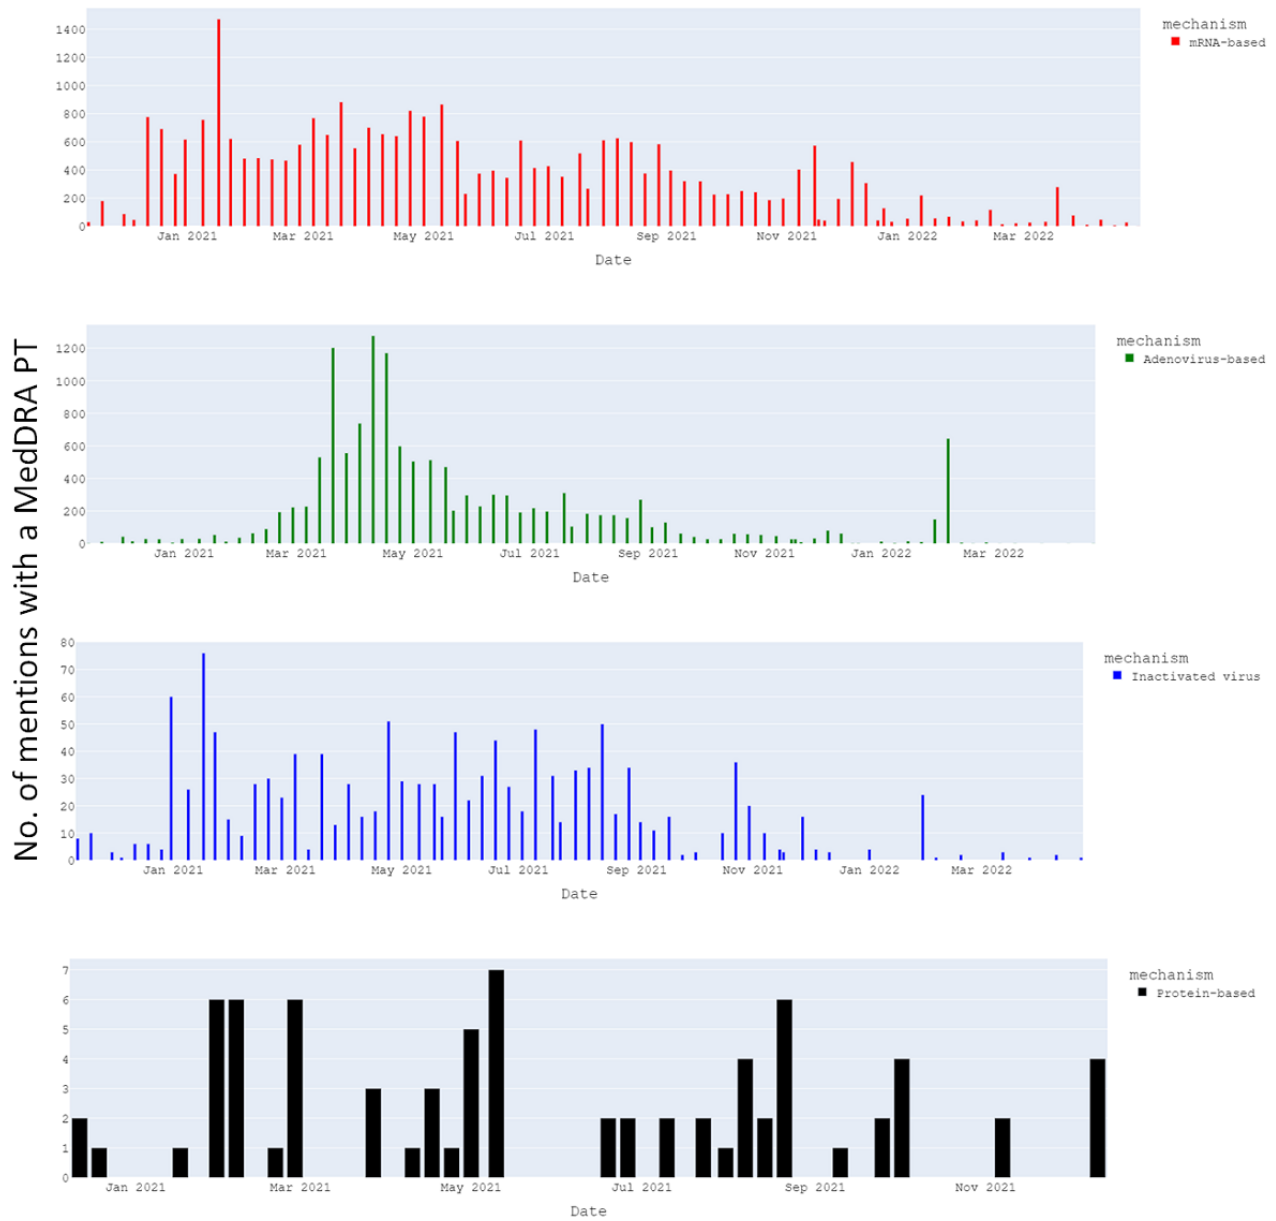 No. of mentions with a MedDRA PT
1400
1200
1000
800
600
400
200
0
Jan 2021 Mar 2021 May 2021 Jul 2021 Sep 2021 Nov 2021 Jan 2022 Mar 2022
Date
mechanism
mRNA-based
1200
1000
800
600
400
200
0
Jan 2021 Mar 2021 May 2021 Jul 2021 Sep 2021 Nov 2021 Jan 2022 Mar 2022
Date
mechanism
Adenovirus-based
80
70
60
50
40
30
20
10
0
Jan 2021 Mar 2021 May 2021 Jul 2021 Sep 2021 Nov 2021 Jan 2022 Mar 2022
Date
mechanism
Inactivated virus
7
6
5
4
3
2
1
0
Jan 2021 Mar 2021 May 2021 Jul 2021 Sep 2021 Nov 2021
Date
mechanism
Protein-based